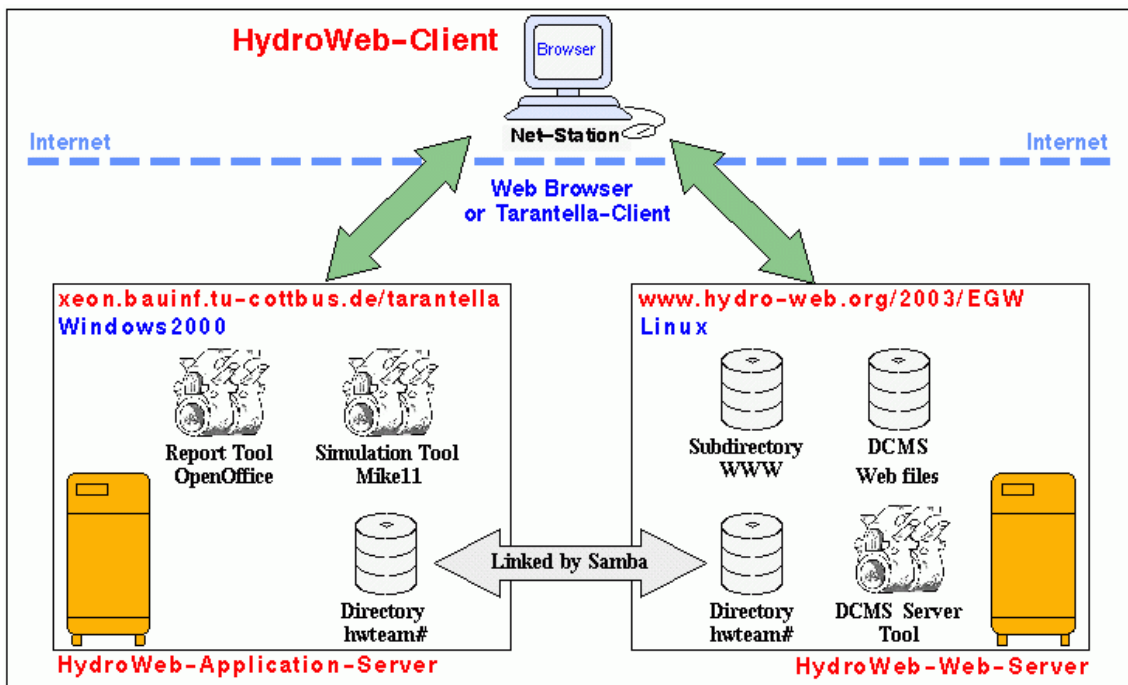 HydroWeb-Client
Browser
Net-Station
Internet
Internet
Web Browser
or Tarantella-Client
xeon.bauinf.tu-cottbus.de/tarantella
Windows2000
Report Tool
OpenOffice
Simulation Tool
Mike11
Directory
hwteam#
HydroWeb-Application-Server
Linked by Samba
www.hydro-web.org/2003/EGW
Linux
Subdirectory
WWW
DCMS
Web files
Directory
hwteam#
DCMS Server
Tool
HydroWeb-Web-Server